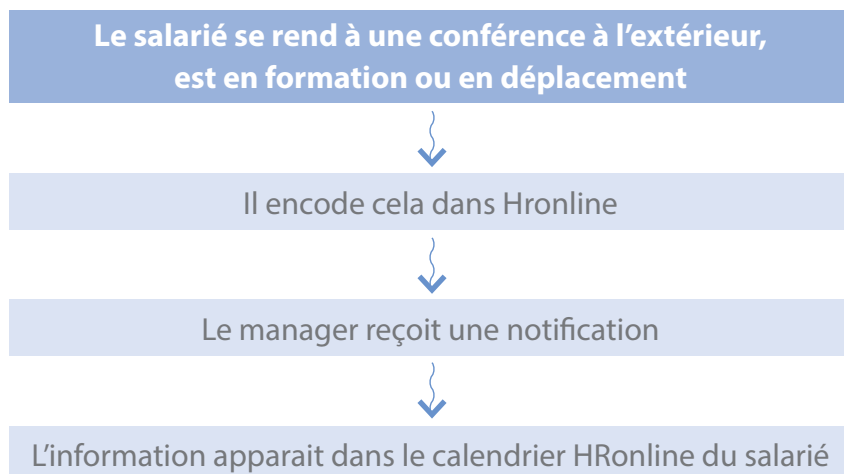 Le salarié se rend à une conférence à l’extérieur,
est en formation ou en déplacement
Il encode cela dans Hronline
Le manager reçoit une notification
L’information apparait dans le calendrier HRonline du salarié